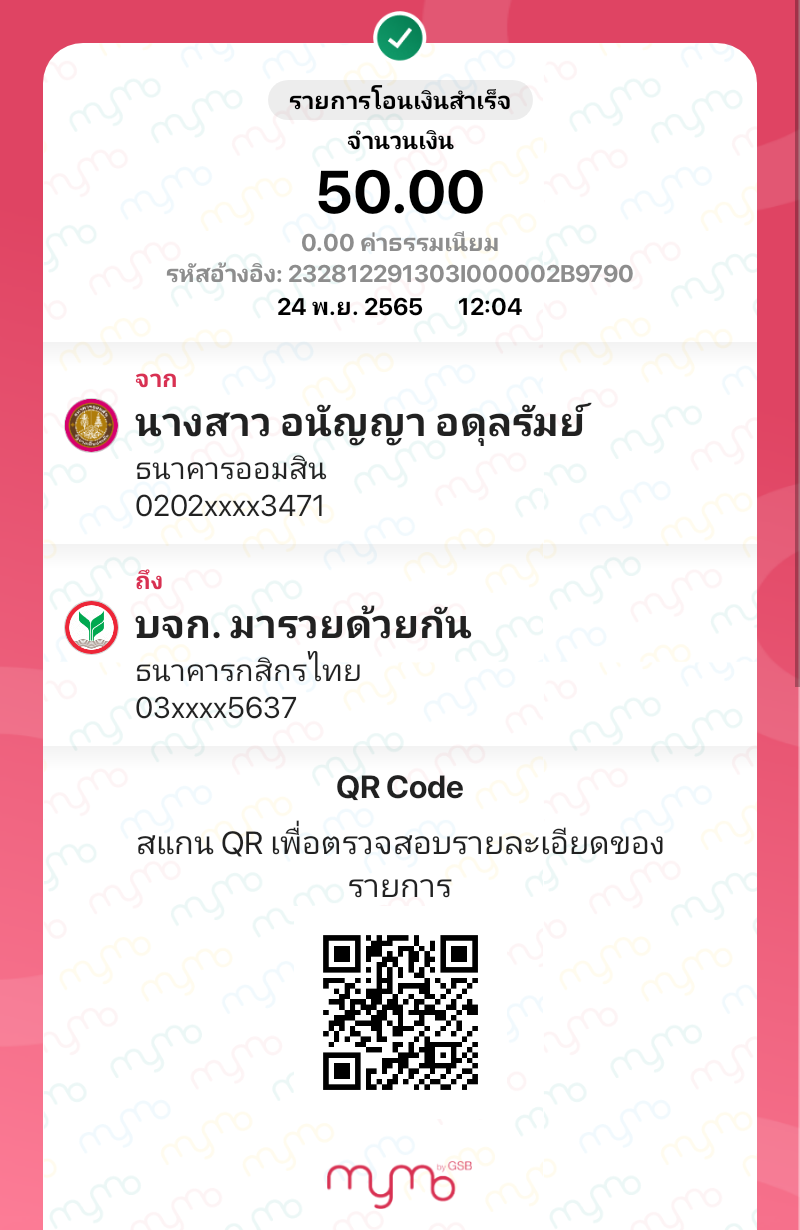 รายการโอนเงินสำเร็จ
จำนวนเงิน
50.00
0.00 ค่าธรรมเนียม
รหัสอ้างอิง: 232812291303I000002B9790
24 พ.ย. 2565 12:04
จาก
นางสาว อนัญญา อดุลรัมย์
ธนาคารออมสิน
0202xxxx3471
ถึง
บจก. มารวยด้วยกัน
ธนาคารกสิกรไทย
03xxxx5637
QR Code
สแกน QR เพื่อตรวจสอบรายละเอียดของ
รายการ
mymo by GSB